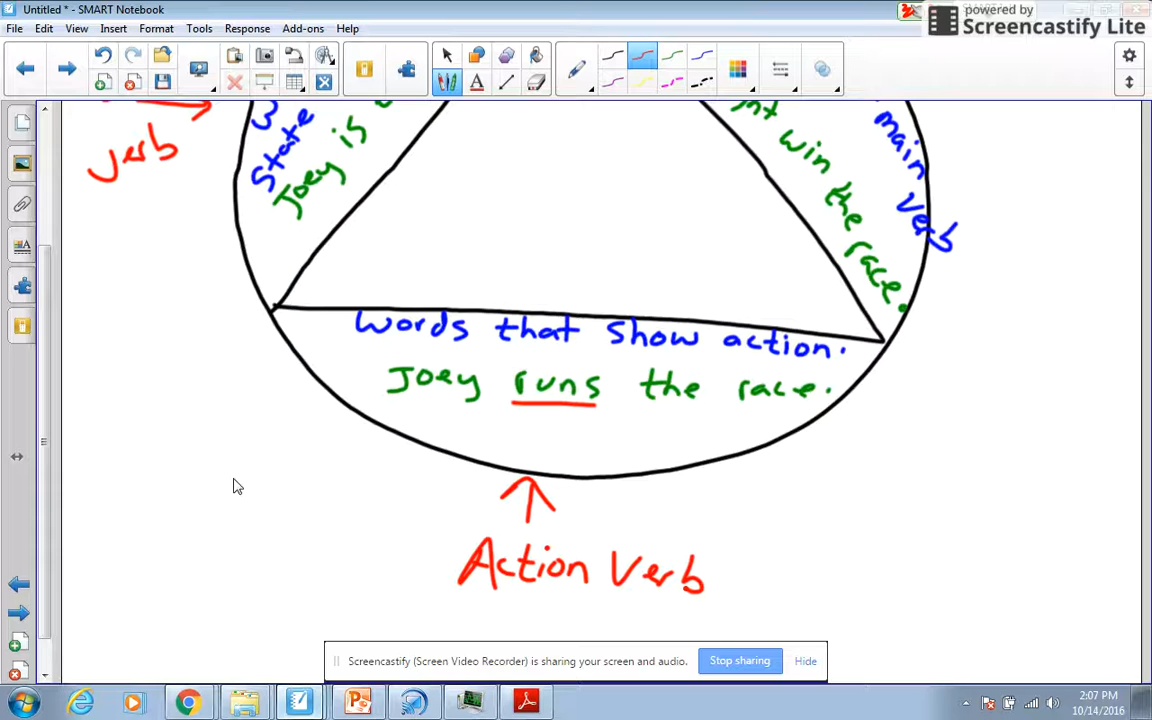 Untitled * - SMART Notebook
powered by
Screencastify Lite
File Edit View Insert Format Tools Response Add-ons Help
verb
3
State
Joey is
main verb
win the race.
words that show action.
Joey runs the race.
Action Verb
Screencastify (Screen Video Recorder) is sharing your screen and audio. Stop sharing Hide
2:07 PM
10/14/2016